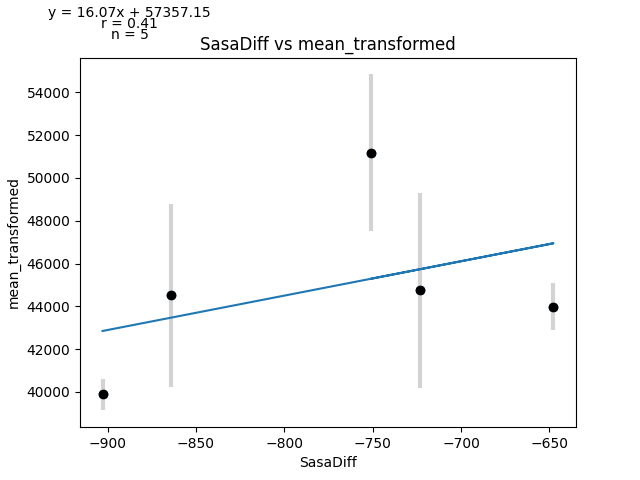 y = 16.07x + 57357.15
r = 0.41
n = 5
SasaDiff vs mean_transformed
54000
52000
50000
48000
46000
44000
42000
40000
mean_transformed
−900 −850 −800 −750 −700 −650
SasaDiff